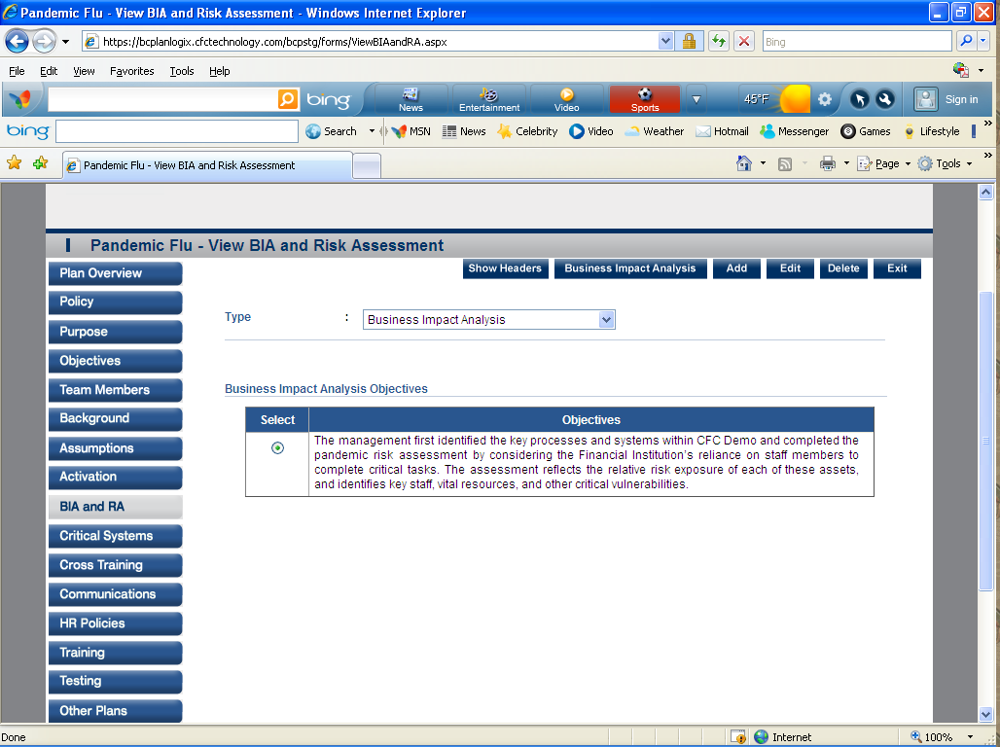 Pandemic Flu - View BIA and Risk Assessment - Windows Internet Explorer
https://bcplanlogix.cfctechnology.com/bcpstg/forms/ViewBIAandRA.aspx
Bing
File Edit View Favorites Tools Help
bing News Entertainment Video Sports 45°F Sign in
bing Search MSN News Celebrity Video Weather Hotmail Messenger Games Lifestyle
Pandemic Flu - View BIA and Risk Assessment Page Tools
Pandemic Flu - View BIA and Risk Assessment
Show Headers Business Impact Analysis Add Edit Delete Exit
Plan Overview
Policy
Purpose
Objectives
Team Members
Background
Assumptions
Activation
BIA and RA
Critical Systems
Cross Training
Communications
HR Policies
Training
Testing
Other Plans
Type : Business Impact Analysis
Business Impact Analysis Objectives
Select Objectives
The management first identified the key processes and systems within CFC Demo and completed the
pandemic risk assessment by considering the Financial Institution's reliance on staff members to
complete critical tasks. The assessment reflects the relative risk exposure of each of these assets,
and identifies key staff, vital resources, and other critical vulnerabilities.
Done Internet 100%